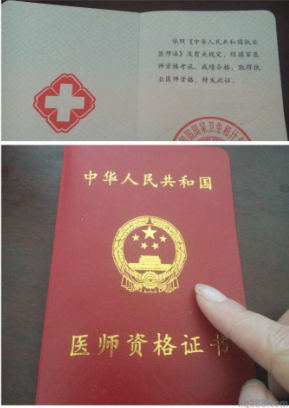 依照《中华人民共和国执业
医师法》及有关规定，经国家医
师资格考试，成绩合格，取得执
业医师资格，特发此证。
中华人民共和国
医师资格证书